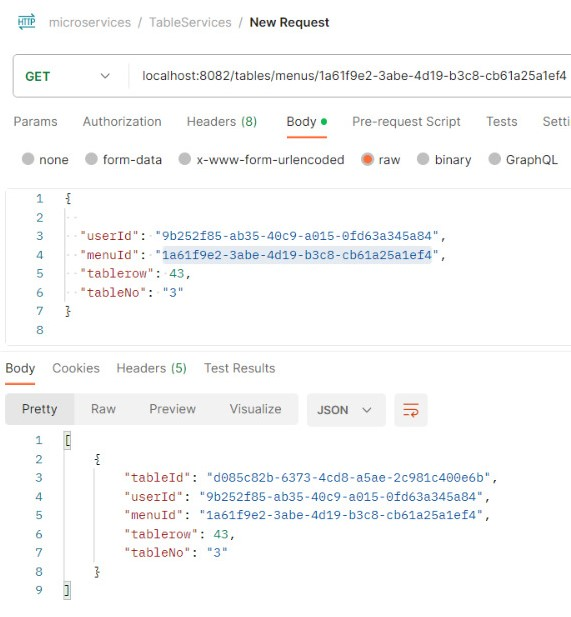 HTTP microservices / TableServices / New Request
GET localhost:8082/tables/menus/1a61f9e2-3abe-4d19-b3c8-cb61a25a1ef4
Params Authorization Headers (8) Body Pre-request Script Tests Setti
none form-data x-www-form-urlencoded raw binary GraphQL
1 {
2
3 "userId": "9b252f85-ab35-40c9-a015-0fd63a345a84",
4 "menuId": "1a61f9e2-3abe-4d19-b3c8-cb61a25a1ef4",
5 "tablerow": 43,
6 "tableNo": "3"
7 }
8
Body Cookies Headers (5) Test Results
Pretty Raw Preview Visualize JSON
1 [
2 {
3 "tableId": "d085c82b-6373-4cd8-a5ae-2c981c400e6b",
4 "userId": "9b252f85-ab35-40c9-a015-0fd63a345a84",
5 "menuId": "1a61f9e2-3abe-4d19-b3c8-cb61a25a1ef4",
6 "tablerow": 43,
7 "tableNo": "3"
8 }
9 ]